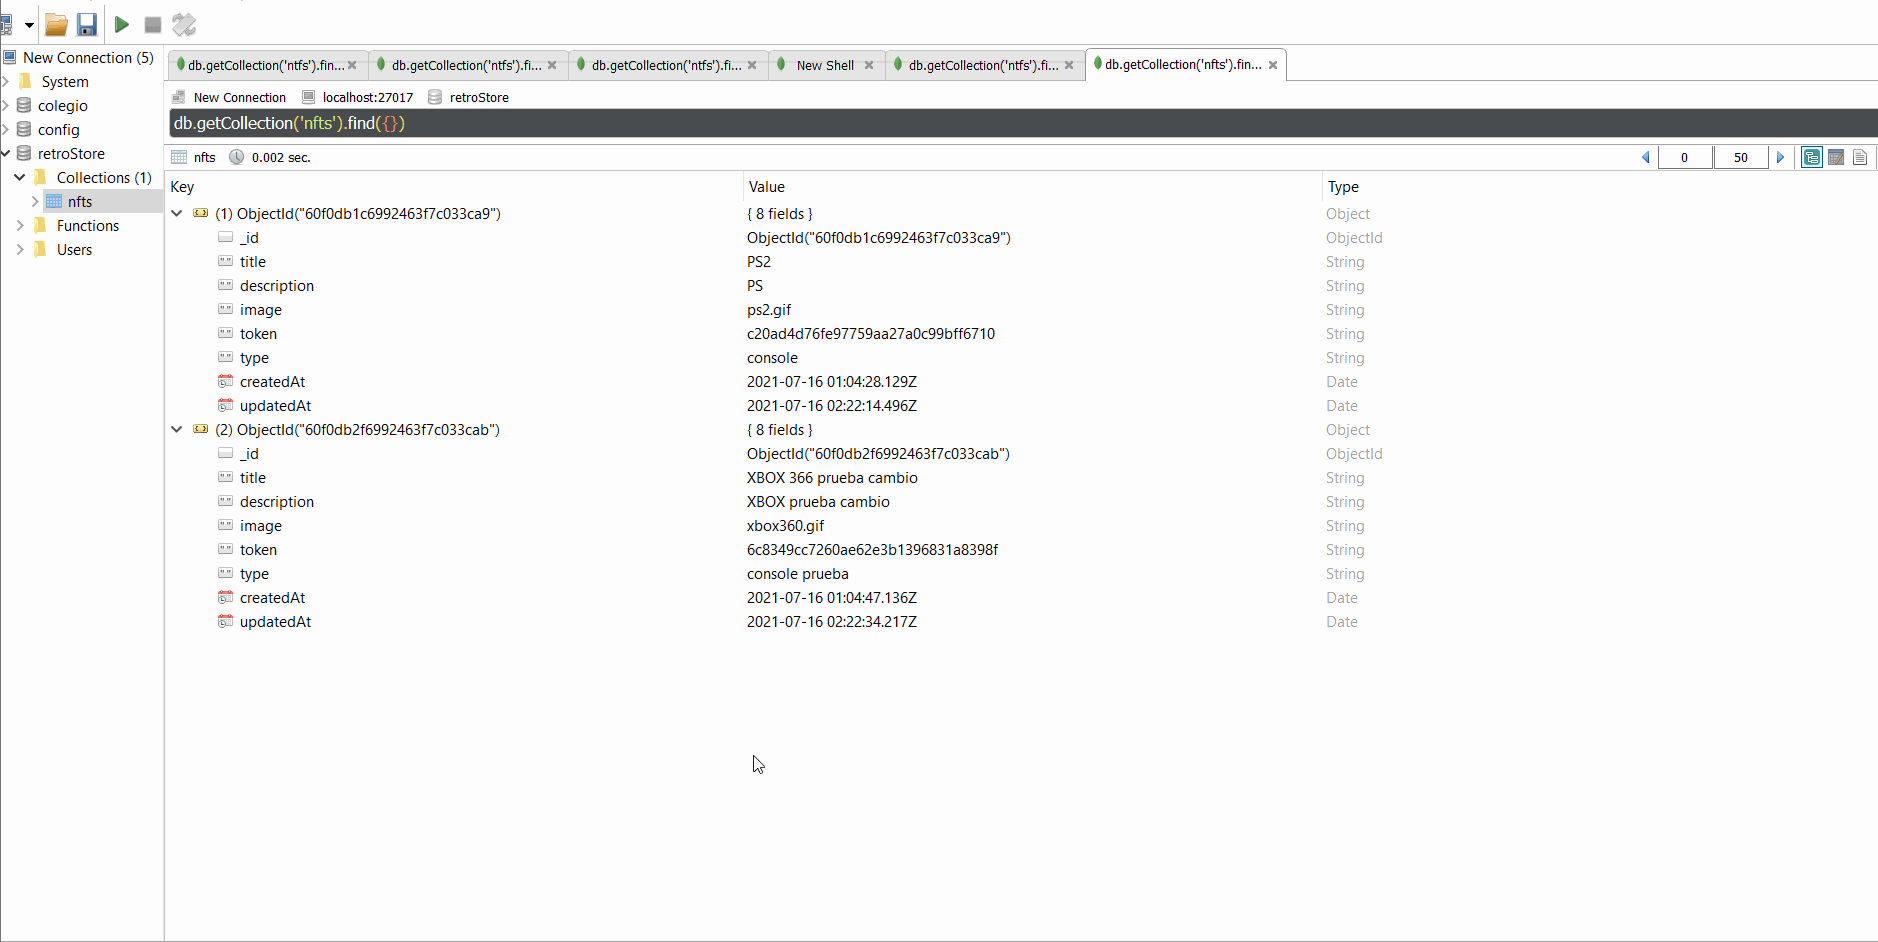 New Connection (5)
System
colegio
config
retroStore
Collections (1)
nfts
Functions
Users
db.getCollection('ntfs').fin...
db.getCollection('ntfs').fi...
db.getCollection('ntfs').fi...
New Shell
db.getCollection('ntfs').fi...
db.getCollection('nfts').fin...
New Connection localhost:27017 retroStore
db.getCollection('nfts').find({})
nfts 0.002 sec. 0 50
Key Value Type
(1) ObjectId("60f0db1c6992463f7c033ca9") { 8 fields } Object
_id ObjectId("60f0db1c6992463f7c033ca9") ObjectId
title PS2 String
description PS String
image ps2.gif String
token c20ad4d76fe97759aa27a0c99bff6710 String
type console String
createdAt 2021-07-16 01:04:28.129Z Date
updatedAt 2021-07-16 02:22:14.496Z Date
(2) ObjectId("60f0db2f6992463f7c033cab") { 8 fields } Object
_id ObjectId("60f0db2f6992463f7c033cab") ObjectId
title XBOX 366 prueba cambio String
description XBOX prueba cambio String
image xbox360.gif String
token 6c8349cc7260ae62e3b1396831a8398f String
type console prueba String
createdAt 2021-07-16 01:04:47.136Z Date
updatedAt 2021-07-16 02:22:34.217Z Date